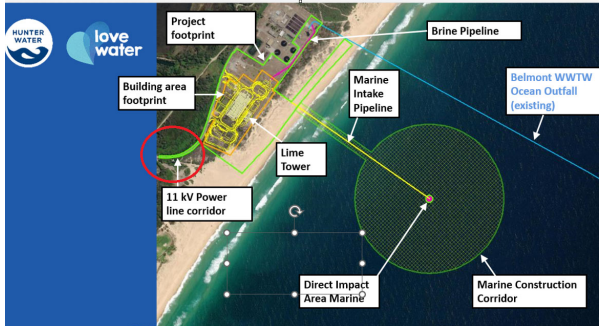 HUNTER
WATER
love
water
Project
footprint
Brine Pipeline
Building area
footprint
Marine
Intake
Pipeline
Belmont WWTW
Ocean Outfall
(existing)
Lime
Tower
11 kV Power
line corridor
Direct Impact
Area Marine
Marine Construction
Corridor